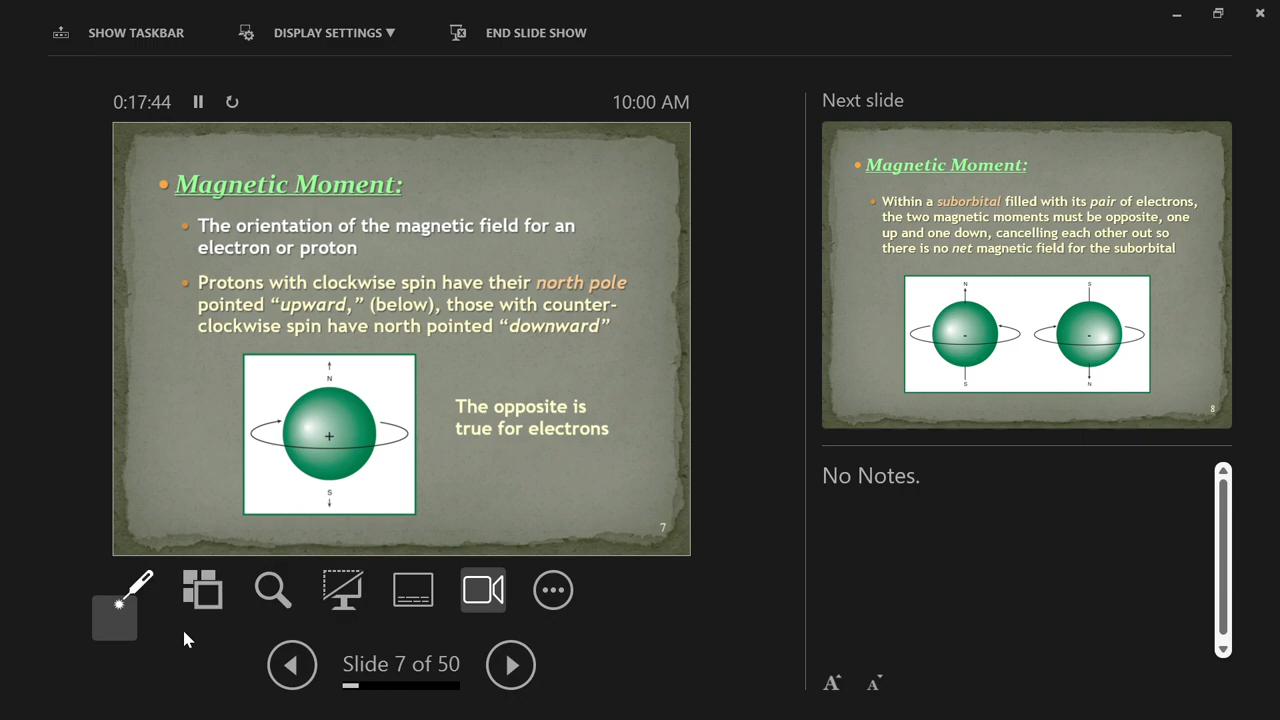 SHOW TASKBAR
DISPLAY SETTINGS ▼
END SLIDE SHOW
0:17:44
10:00 AM
• Magnetic Moment:
• The orientation of the magnetic field for an
electron or proton
• Protons with clockwise spin have their north pole
pointed “upward,” (below), those with counter-
clockwise spin have north pointed “downward”
N
+
S
The opposite is
true for electrons
7
Slide 7 of 50
Next slide
• Magnetic Moment:
• Within a suborbital filled with its pair of electrons,
the two magnetic moments must be opposite, one
up and one down, cancelling each other out so
there is no net magnetic field for the suborbital
N S
- -
S N
8
No Notes.
A A